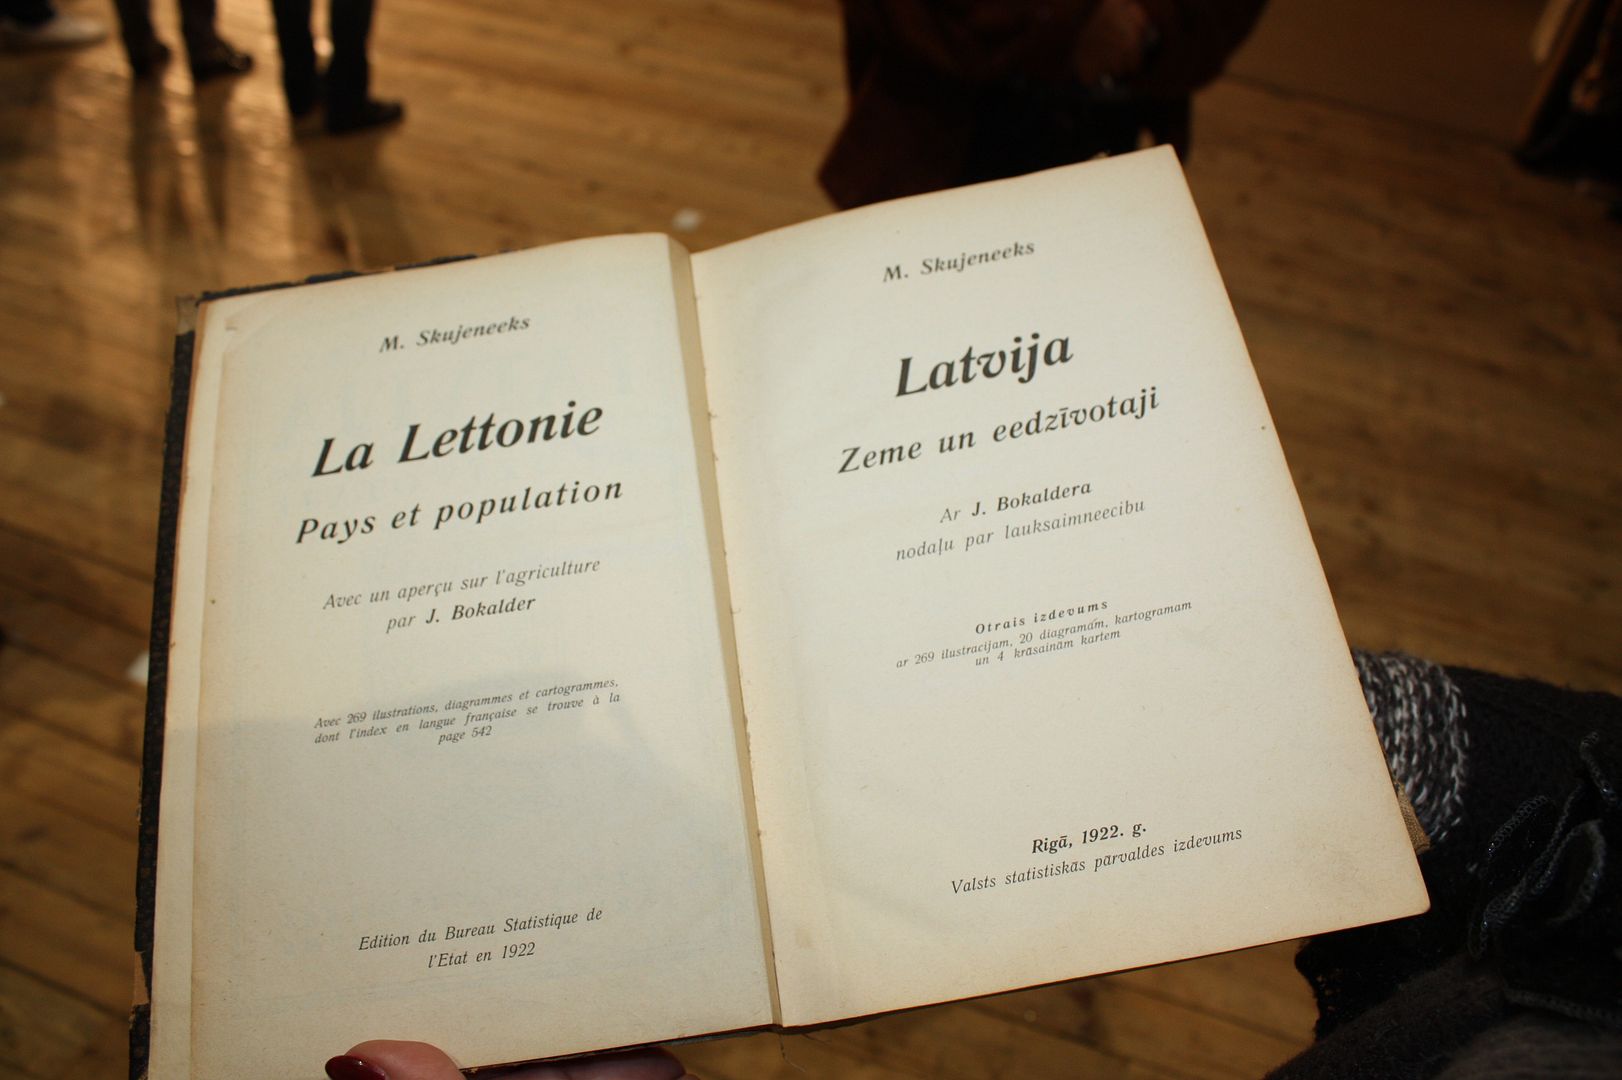 M. Skujeneeks
La Lettonie
Pays et population
Avec un aperçu sur l'agriculture
par J. Bokalder
Avec 269 ilustrations, diagrammes et cartogrammes,
dont l'index en langue française se trouve à la
page 542
Edition du Bureau Statistique de
l'Etat en 1922
M. Skujeneeks
Latvija
Zeme un eedzīvotaji
Ar J. Bokaldera
nodaļu par lauksaimneecibu
Otrais izdevums
ar 269 ilustracijam, 20 diagramām, kartogramam
un 4 krāsainām kartem
Rigā, 1922. g.
Valsts statistiskās pārvaldes izdevums